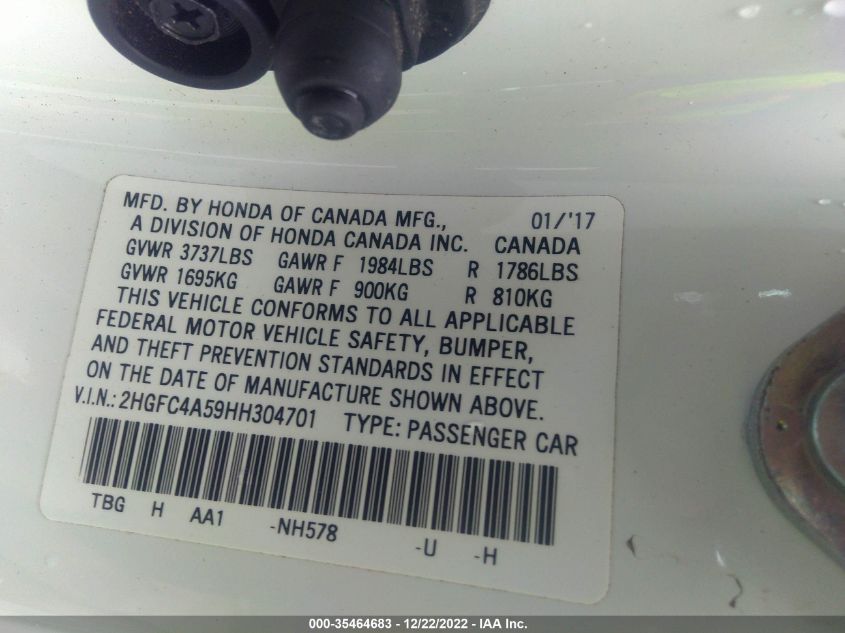 MFD. BY HONDA OF CANADA MFG., 01/'17
A DIVISION OF HONDA CANADA INC. CANADA
GVWR 3737LBS GAWR F 1984LBS R 1786LBS
GVWR 1695KG GAWR F 900KG R 810KG
THIS VEHICLE CONFORMS TO ALL APPLICABLE
FEDERAL MOTOR VEHICLE SAFETY, BUMPER,
AND THEFT PREVENTION STANDARDS IN EFFECT
ON THE DATE OF MANUFACTURE SHOWN ABOVE.
V.I.N.: 2HGFC4A59HH304701 TYPE: PASSENGER CAR
TBG H AA1 -NH578 -U -H
000-35464683 - 12/22/2022 - IAA Inc.